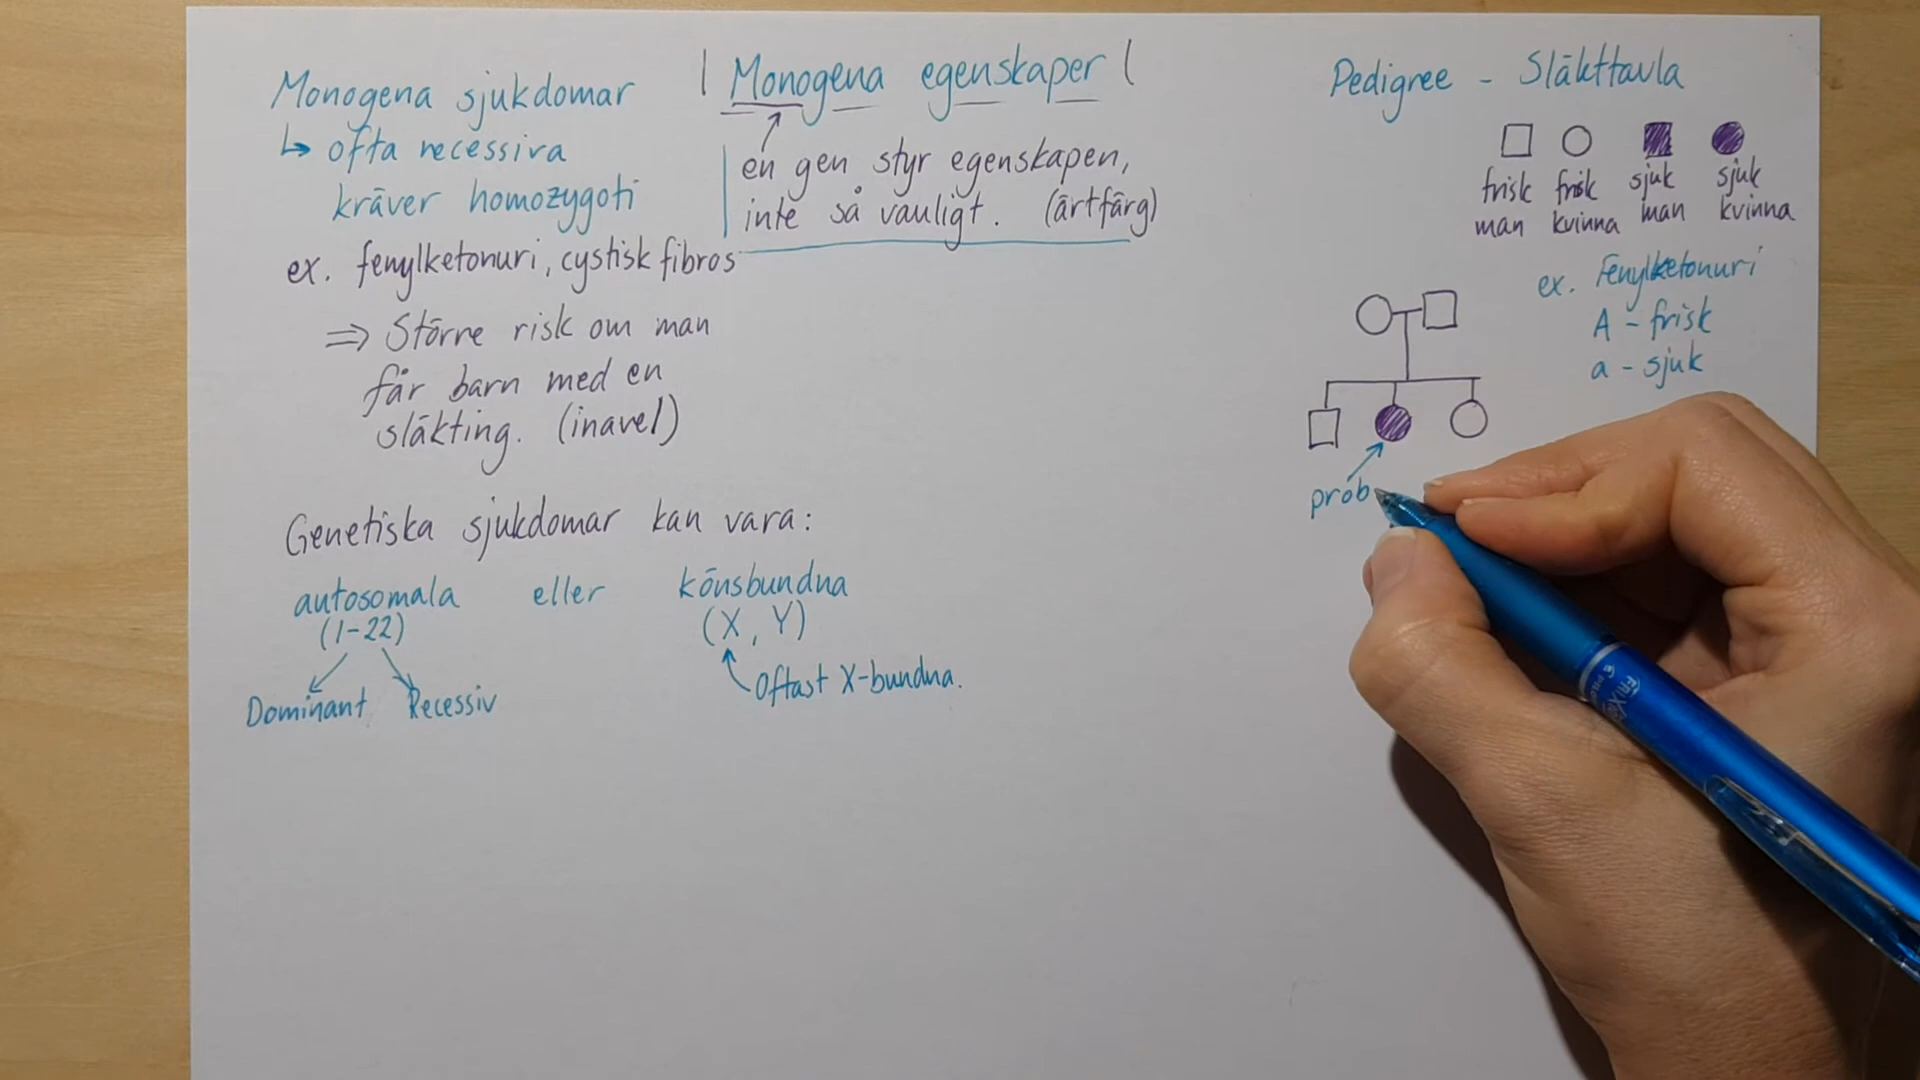 Monogena sjukdomar
↳ ofta recessiva
kräver homozygoti
ex. fenylketonuri, cystisk fibros
⇒ Större risk om man
får barn med en
släkting. (inavel)
Monogena egenskaper
en gen styr egenskapen,
inte så vanligt. (ärtfärg)
Genetiska sjukdomar kan vara:
autosomala eller könsbundna
(1-22) (X, Y)
Dominant Recessiv
Oftast X-bundna.
Pedigree - Släkttavla
frisk man
frisk kvinna
sjuk man
sjuk kvinna
ex. Fenylketonuri
A - frisk
a - sjuk
prob